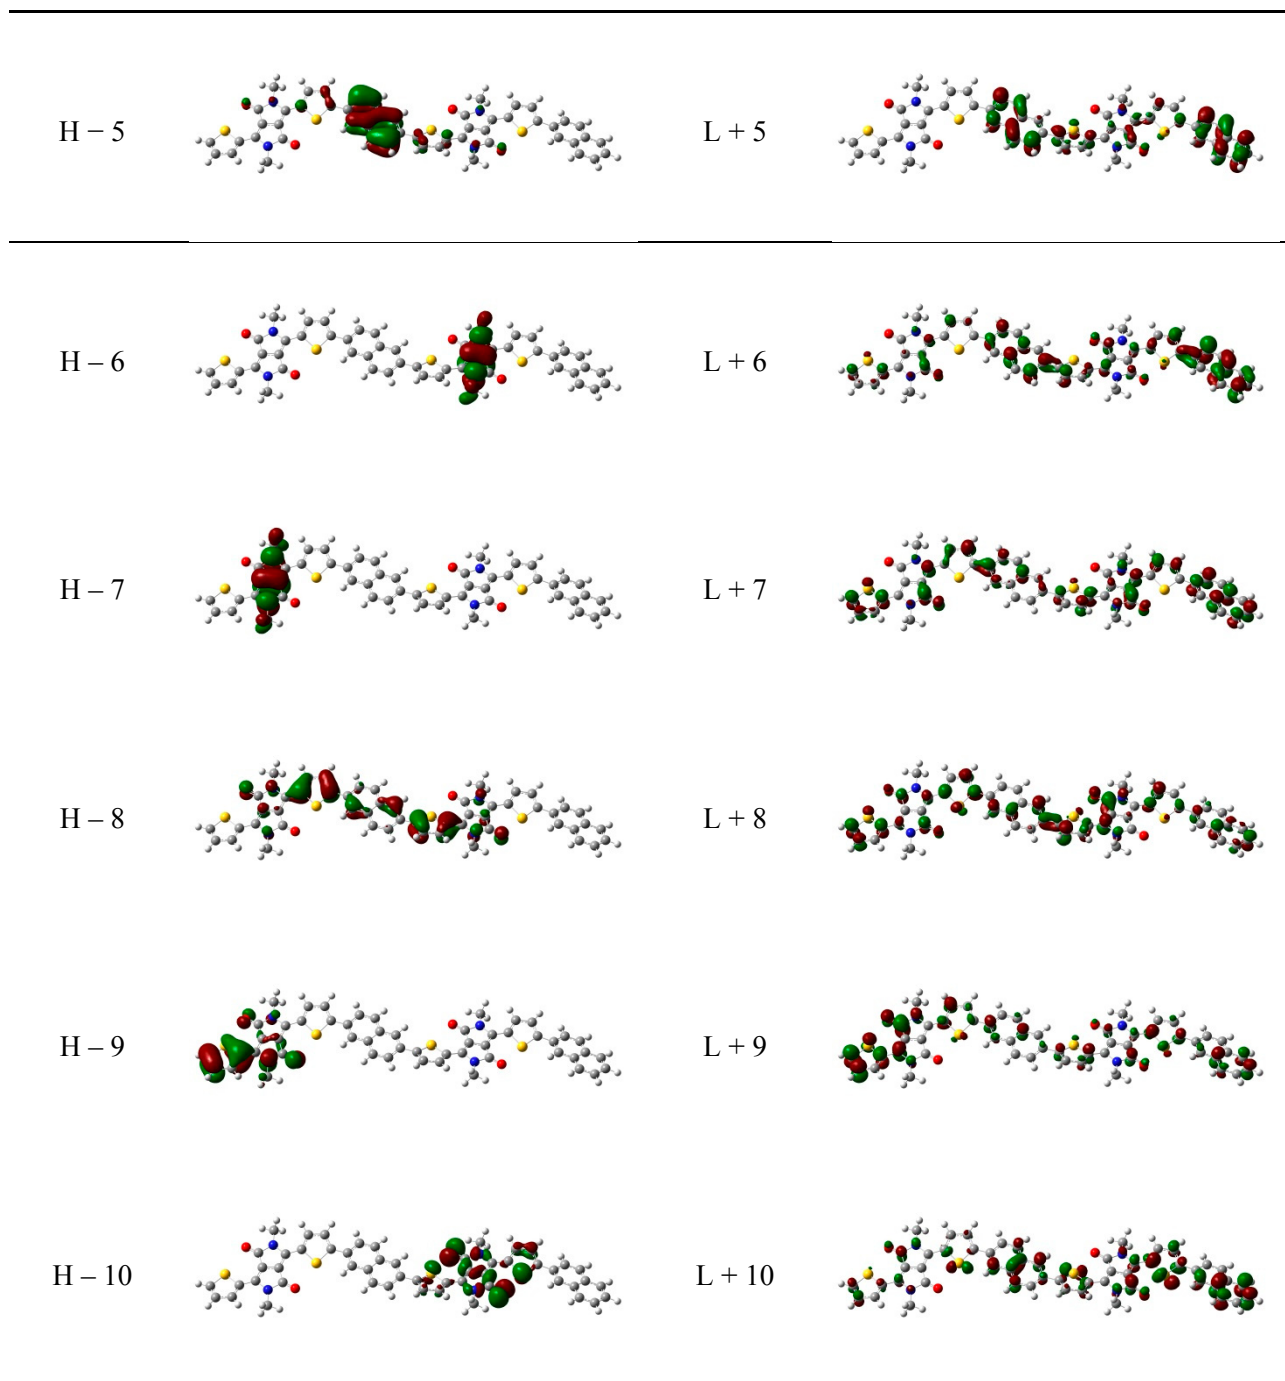 H – 5 L + 5
H – 6 L + 6
H – 7 L + 7
H – 8 L + 8
H – 9 L + 9
H – 10 L + 10